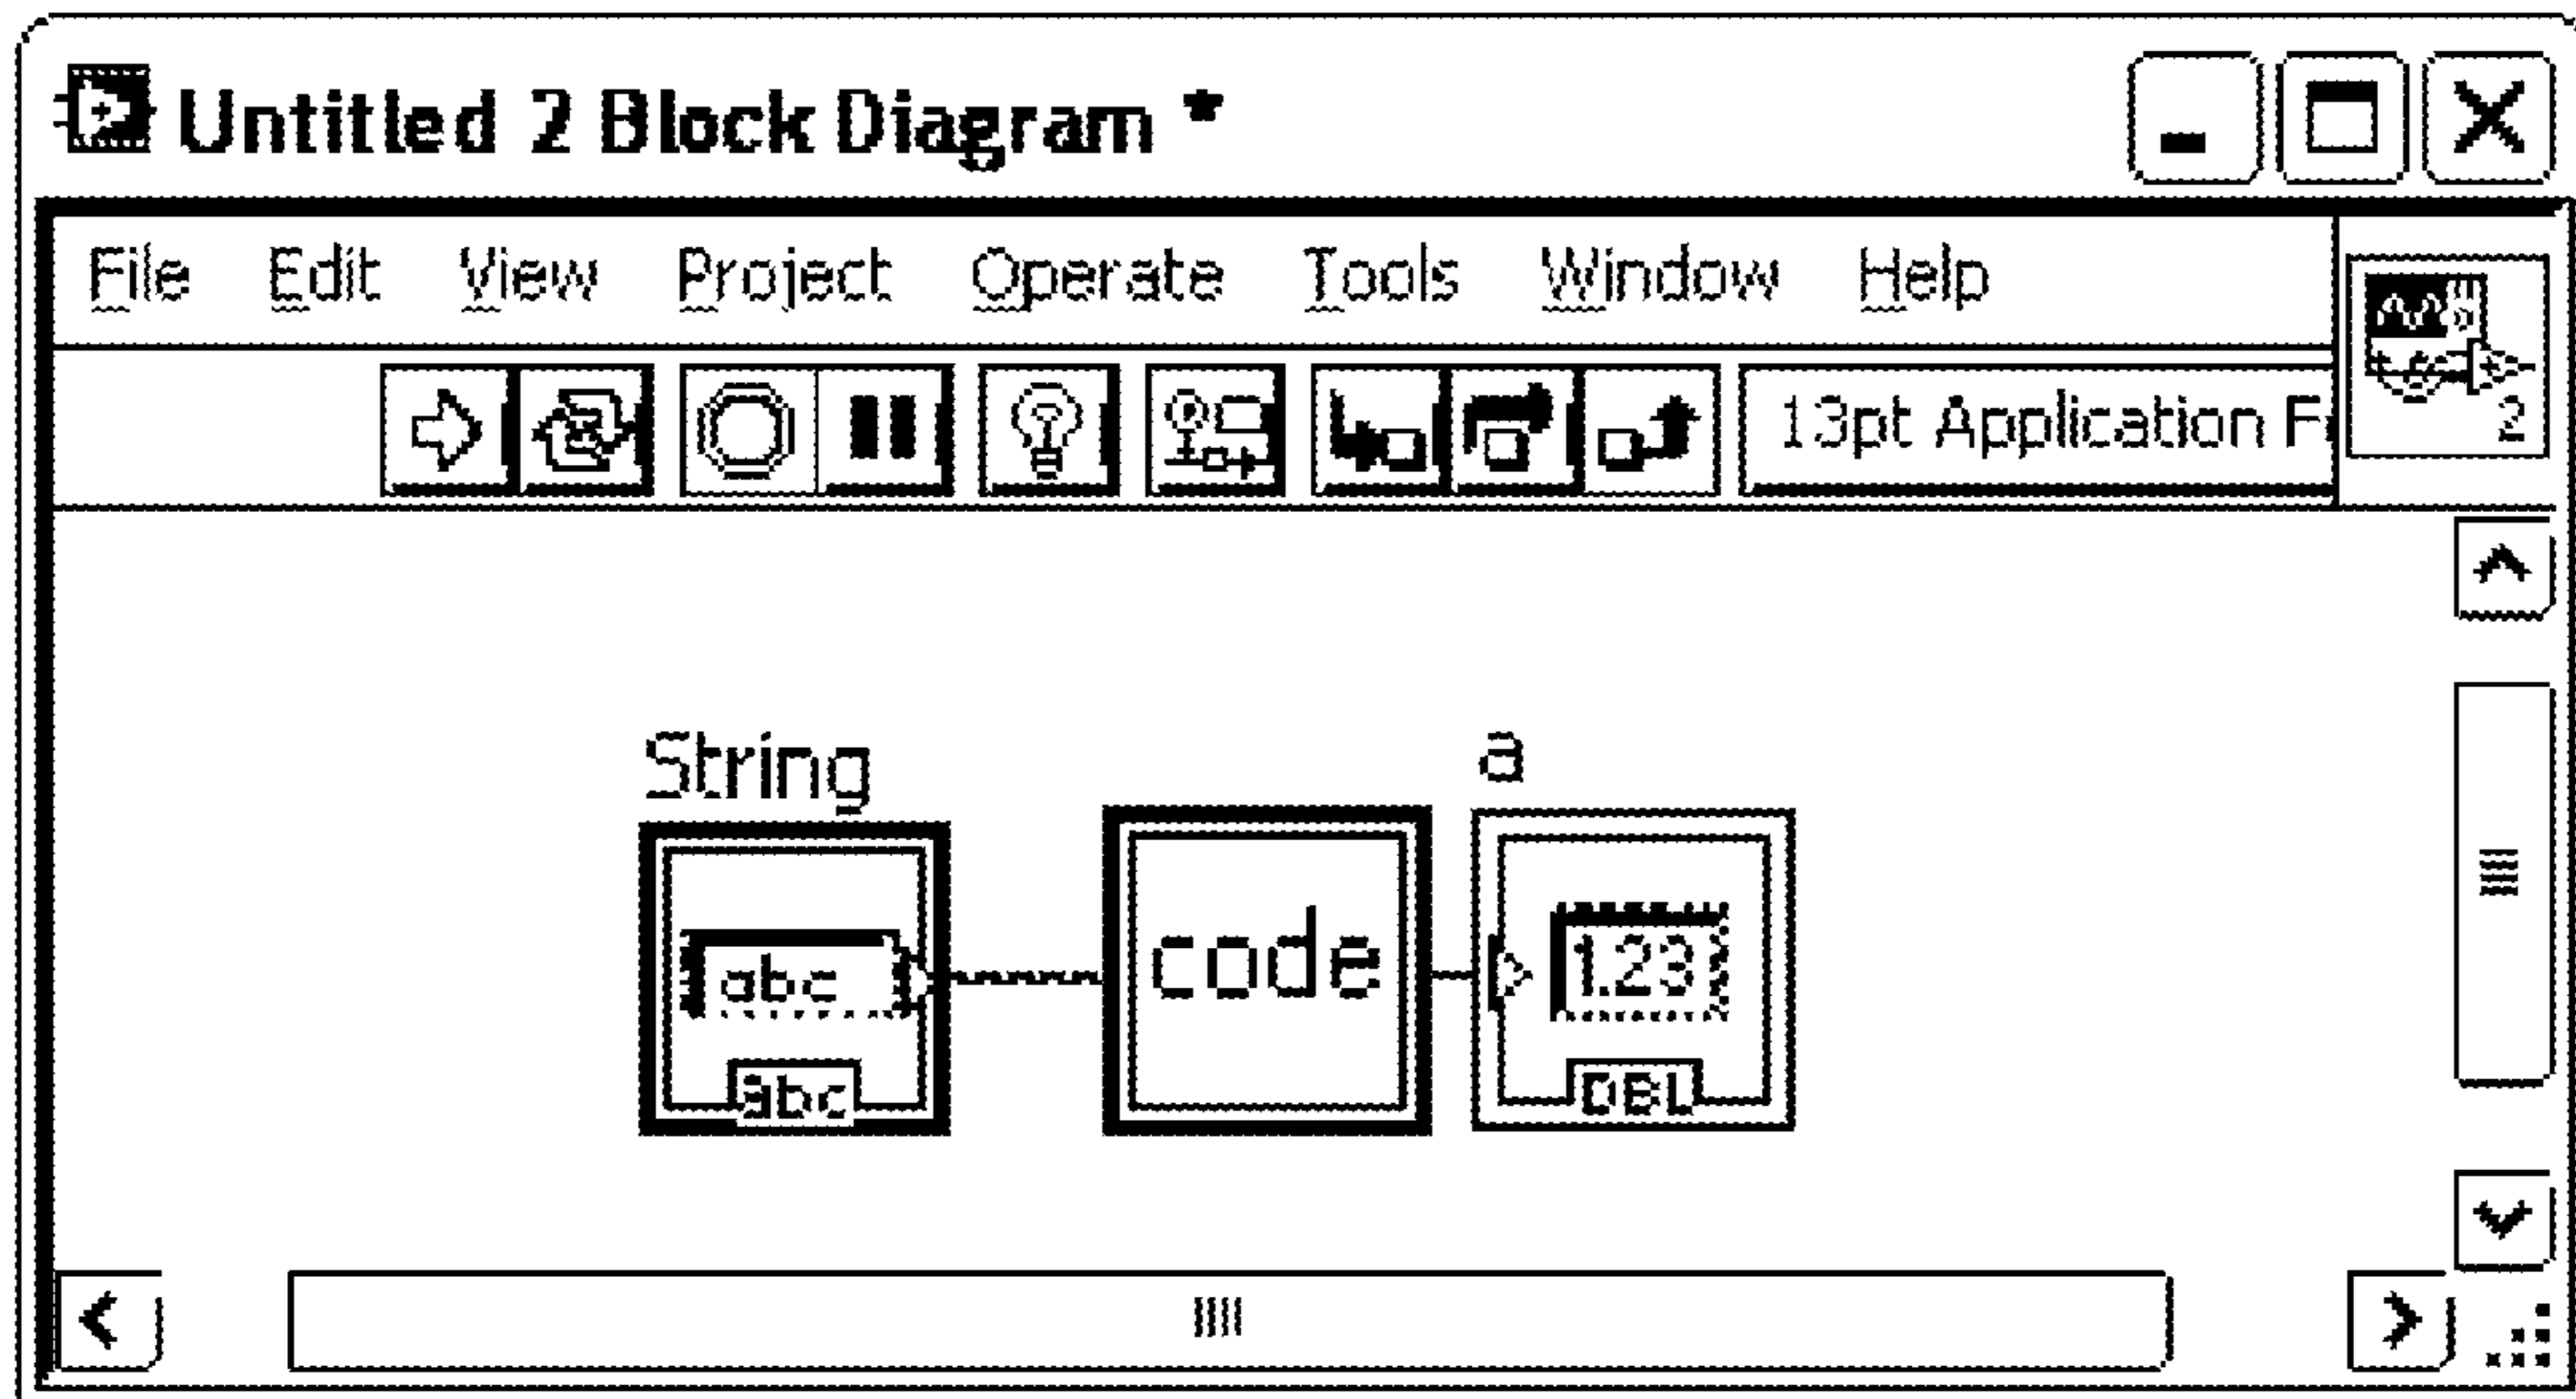 Untitled 2 Block Diagram *
File Edit View Project Operate Tools Window Help
13pt Application F
2
String
a
abc
code
1.23
abc
DBL